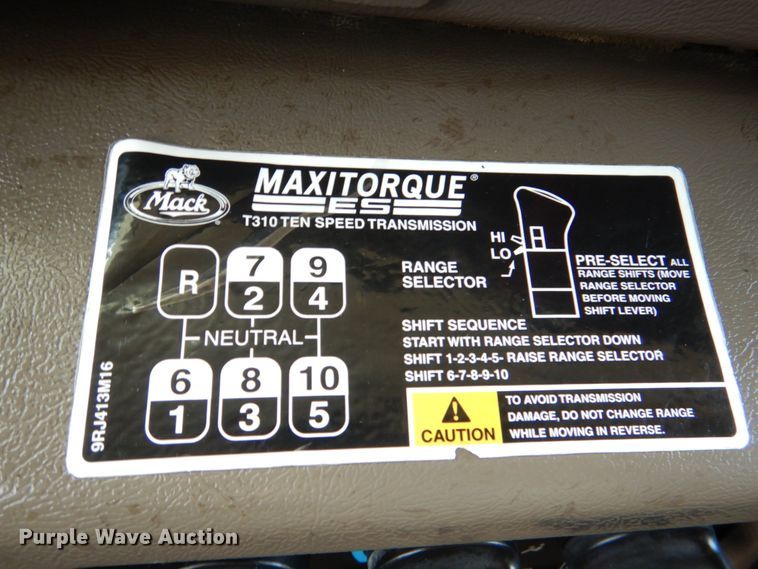 Mack
MAXITORQUE®
ES
T310 TEN SPEED TRANSMISSION
R
7
2
9
4
NEUTRAL
6
1
8
3
10
5
9RJ413M16
RANGE
SELECTOR
HI
LO
PRE-SELECT ALL
RANGE SHIFTS (MOVE
RANGE SELECTOR
BEFORE MOVING
SHIFT LEVER)
SHIFT SEQUENCE
START WITH RANGE SELECTOR DOWN
SHIFT 1-2-3-4-5- RAISE RANGE SELECTOR
SHIFT 6-7-8-9-10
CAUTION
TO AVOID TRANSMISSION
DAMAGE, DO NOT CHANGE RANGE
WHILE MOVING IN REVERSE.
Purple Wave Auction